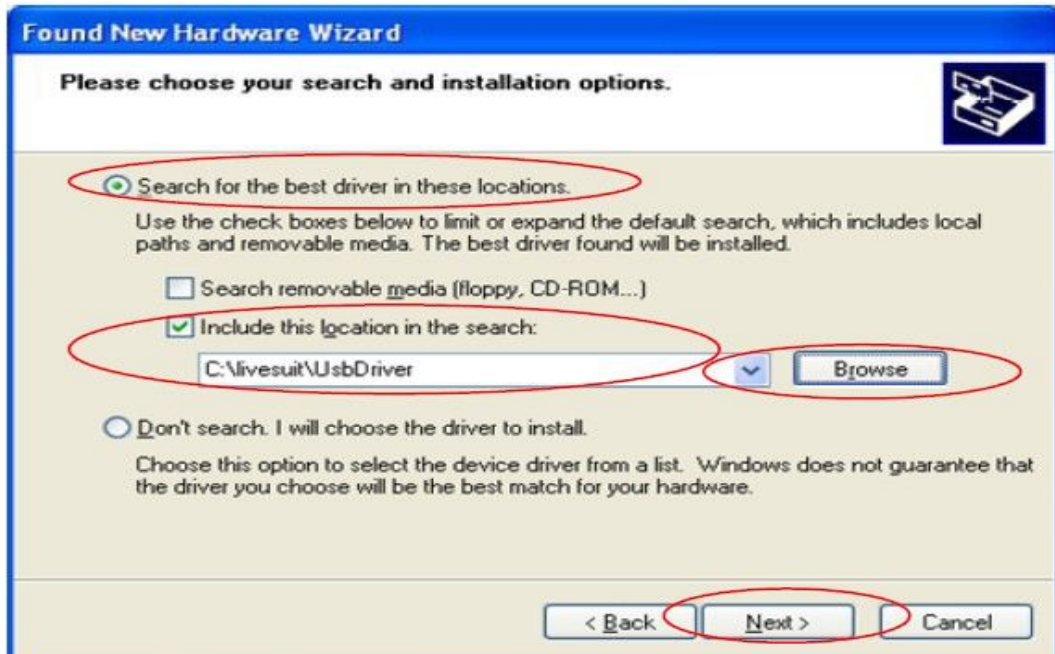 Found New Hardware Wizard
Please choose your search and installation options.
Search for the best driver in these locations.
Use the check boxes below to limit or expand the default search, which includes local
paths and removable media. The best driver found will be installed.
Search removable media (floppy, CD-ROM...)
Include this location in the search:
C:\livesuit\UsbDriver
Browse
Don't search. I will choose the driver to install.
Choose this option to select the device driver from a list. Windows does not guarantee that
the driver you choose will be the best match for your hardware.
< Back Next > Cancel